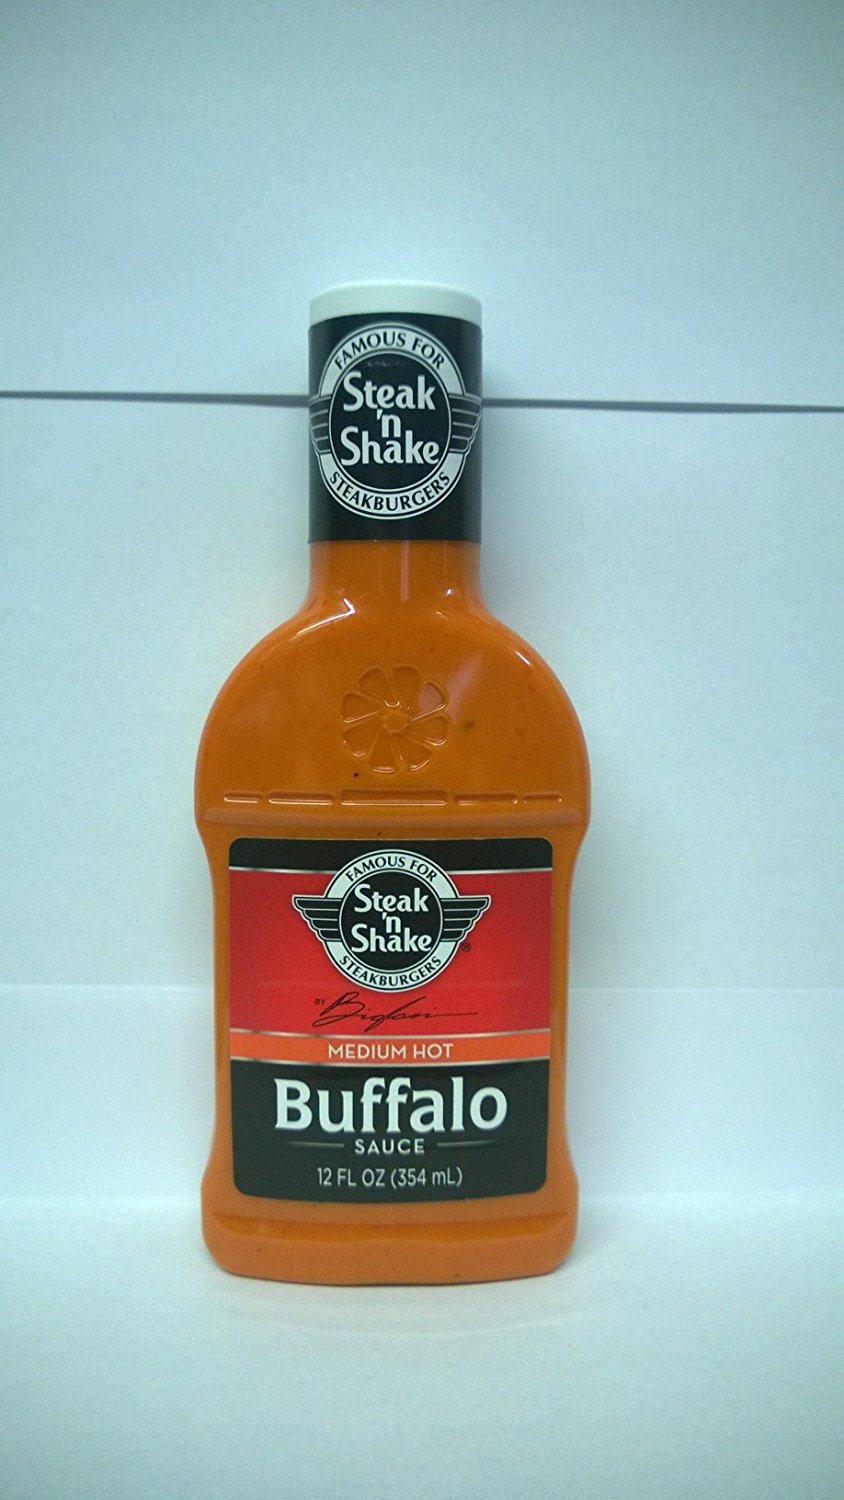 FAMOUS FOR
Steak
'n
Shake
STEAKBURGERS
FAMOUS FOR
Steak
'n
Shake
®
STEAKBURGERS
BY Biglari
MEDIUM HOT
Buffalo
SAUCE
12 FL OZ (354 mL)